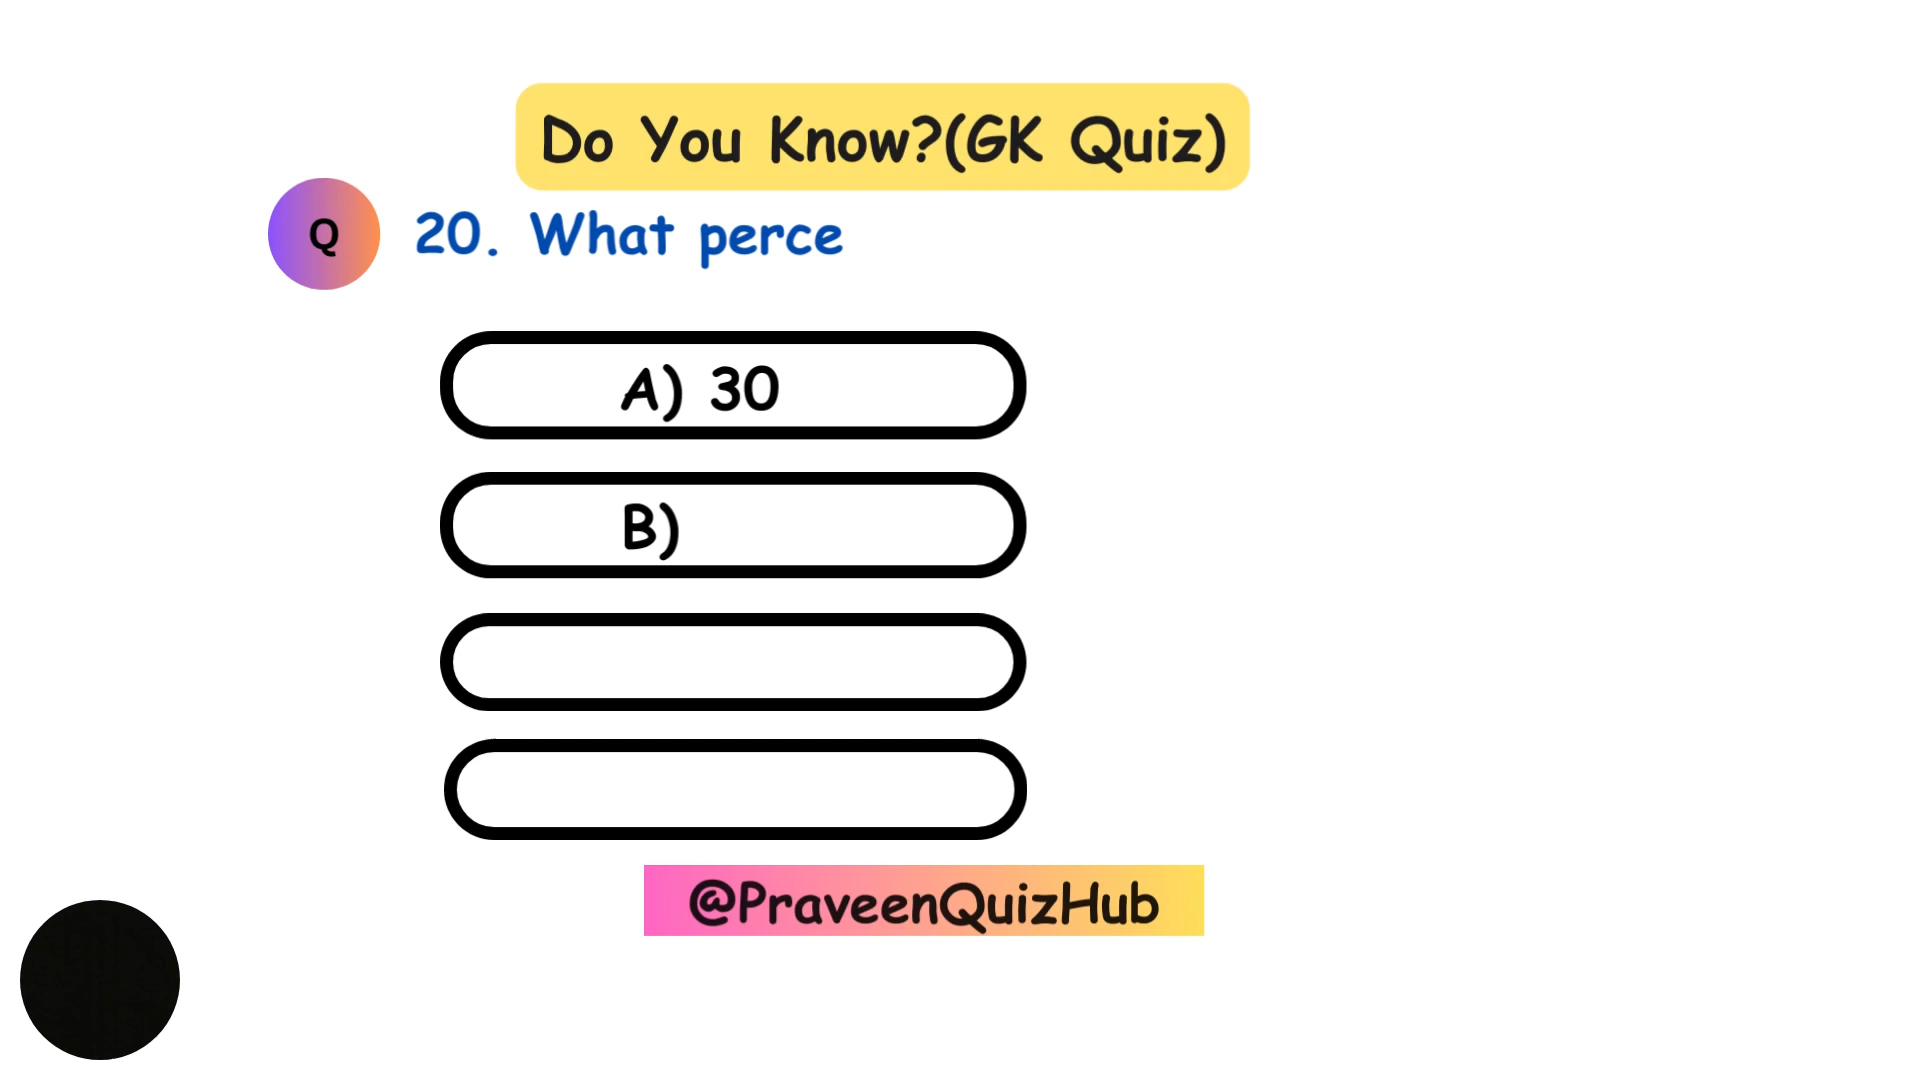 Do You Know?(GK Quiz)
Q
20. What perce
A) 30
B)
@PraveenQuizHub